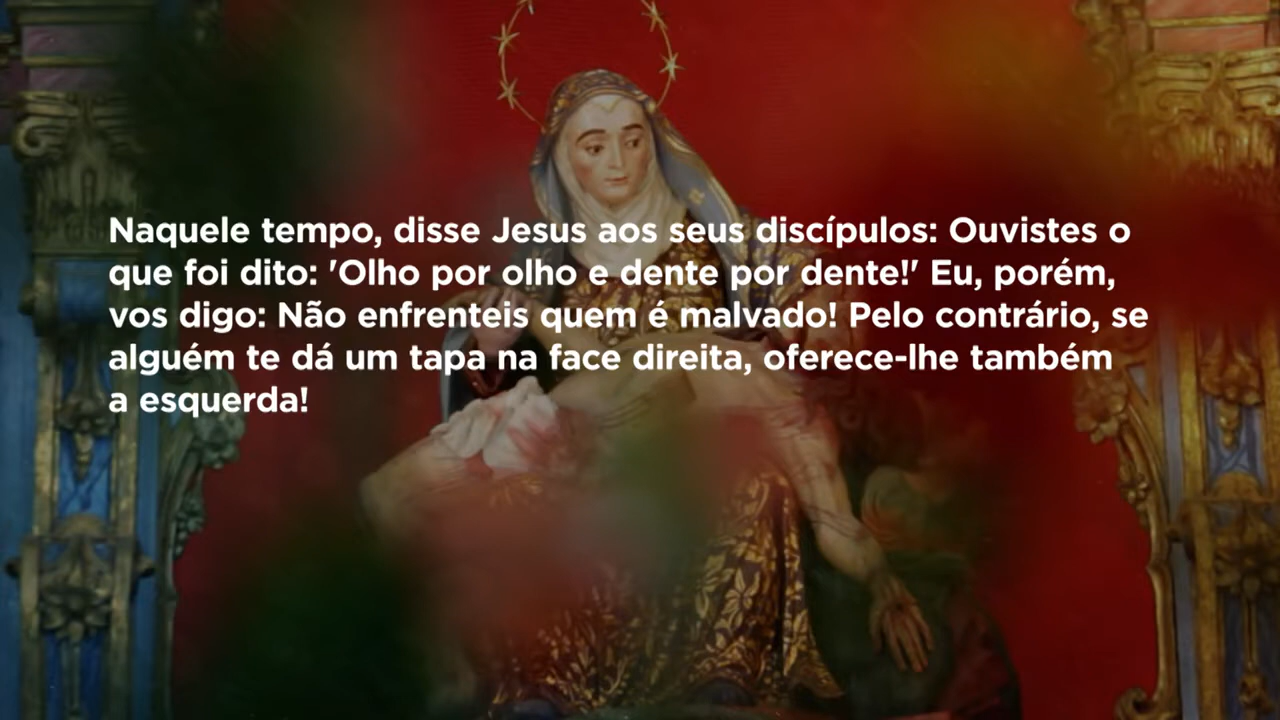 Naquele tempo, disse Jesus aos seus discípulos: Ouvistes o
que foi dito: 'Olho por olho e dente por dente!' Eu, porém,
vos digo: Não enfrenteis quem é malvado! Pelo contrário, se
alguém te dá um tapa na face direita, oferece-lhe também
a esquerda!